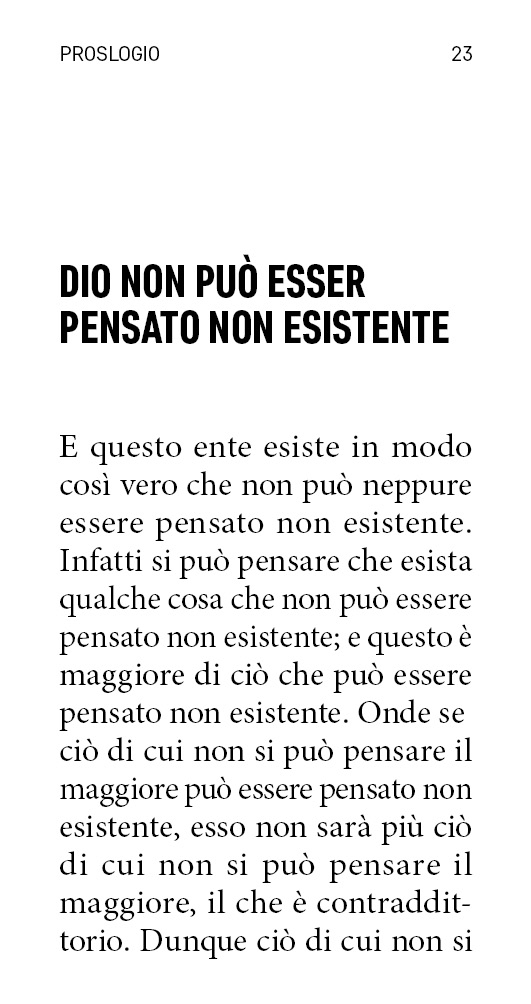 PROSLOGIO 23
DIO NON PUÒ ESSER
PENSATO NON ESISTENTE
E questo ente esiste in modo
così vero che non può neppure
essere pensato non esistente.
Infatti si può pensare che esista
qualche cosa che non può essere
pensato non esistente; e questo è
maggiore di ciò che può essere
pensato non esistente. Onde se
ciò di cui non si può pensare il
maggiore può essere pensato non
esistente, esso non sarà più ciò
di cui non si può pensare il
maggiore, il che è contraddit-
torio. Dunque ciò di cui non si